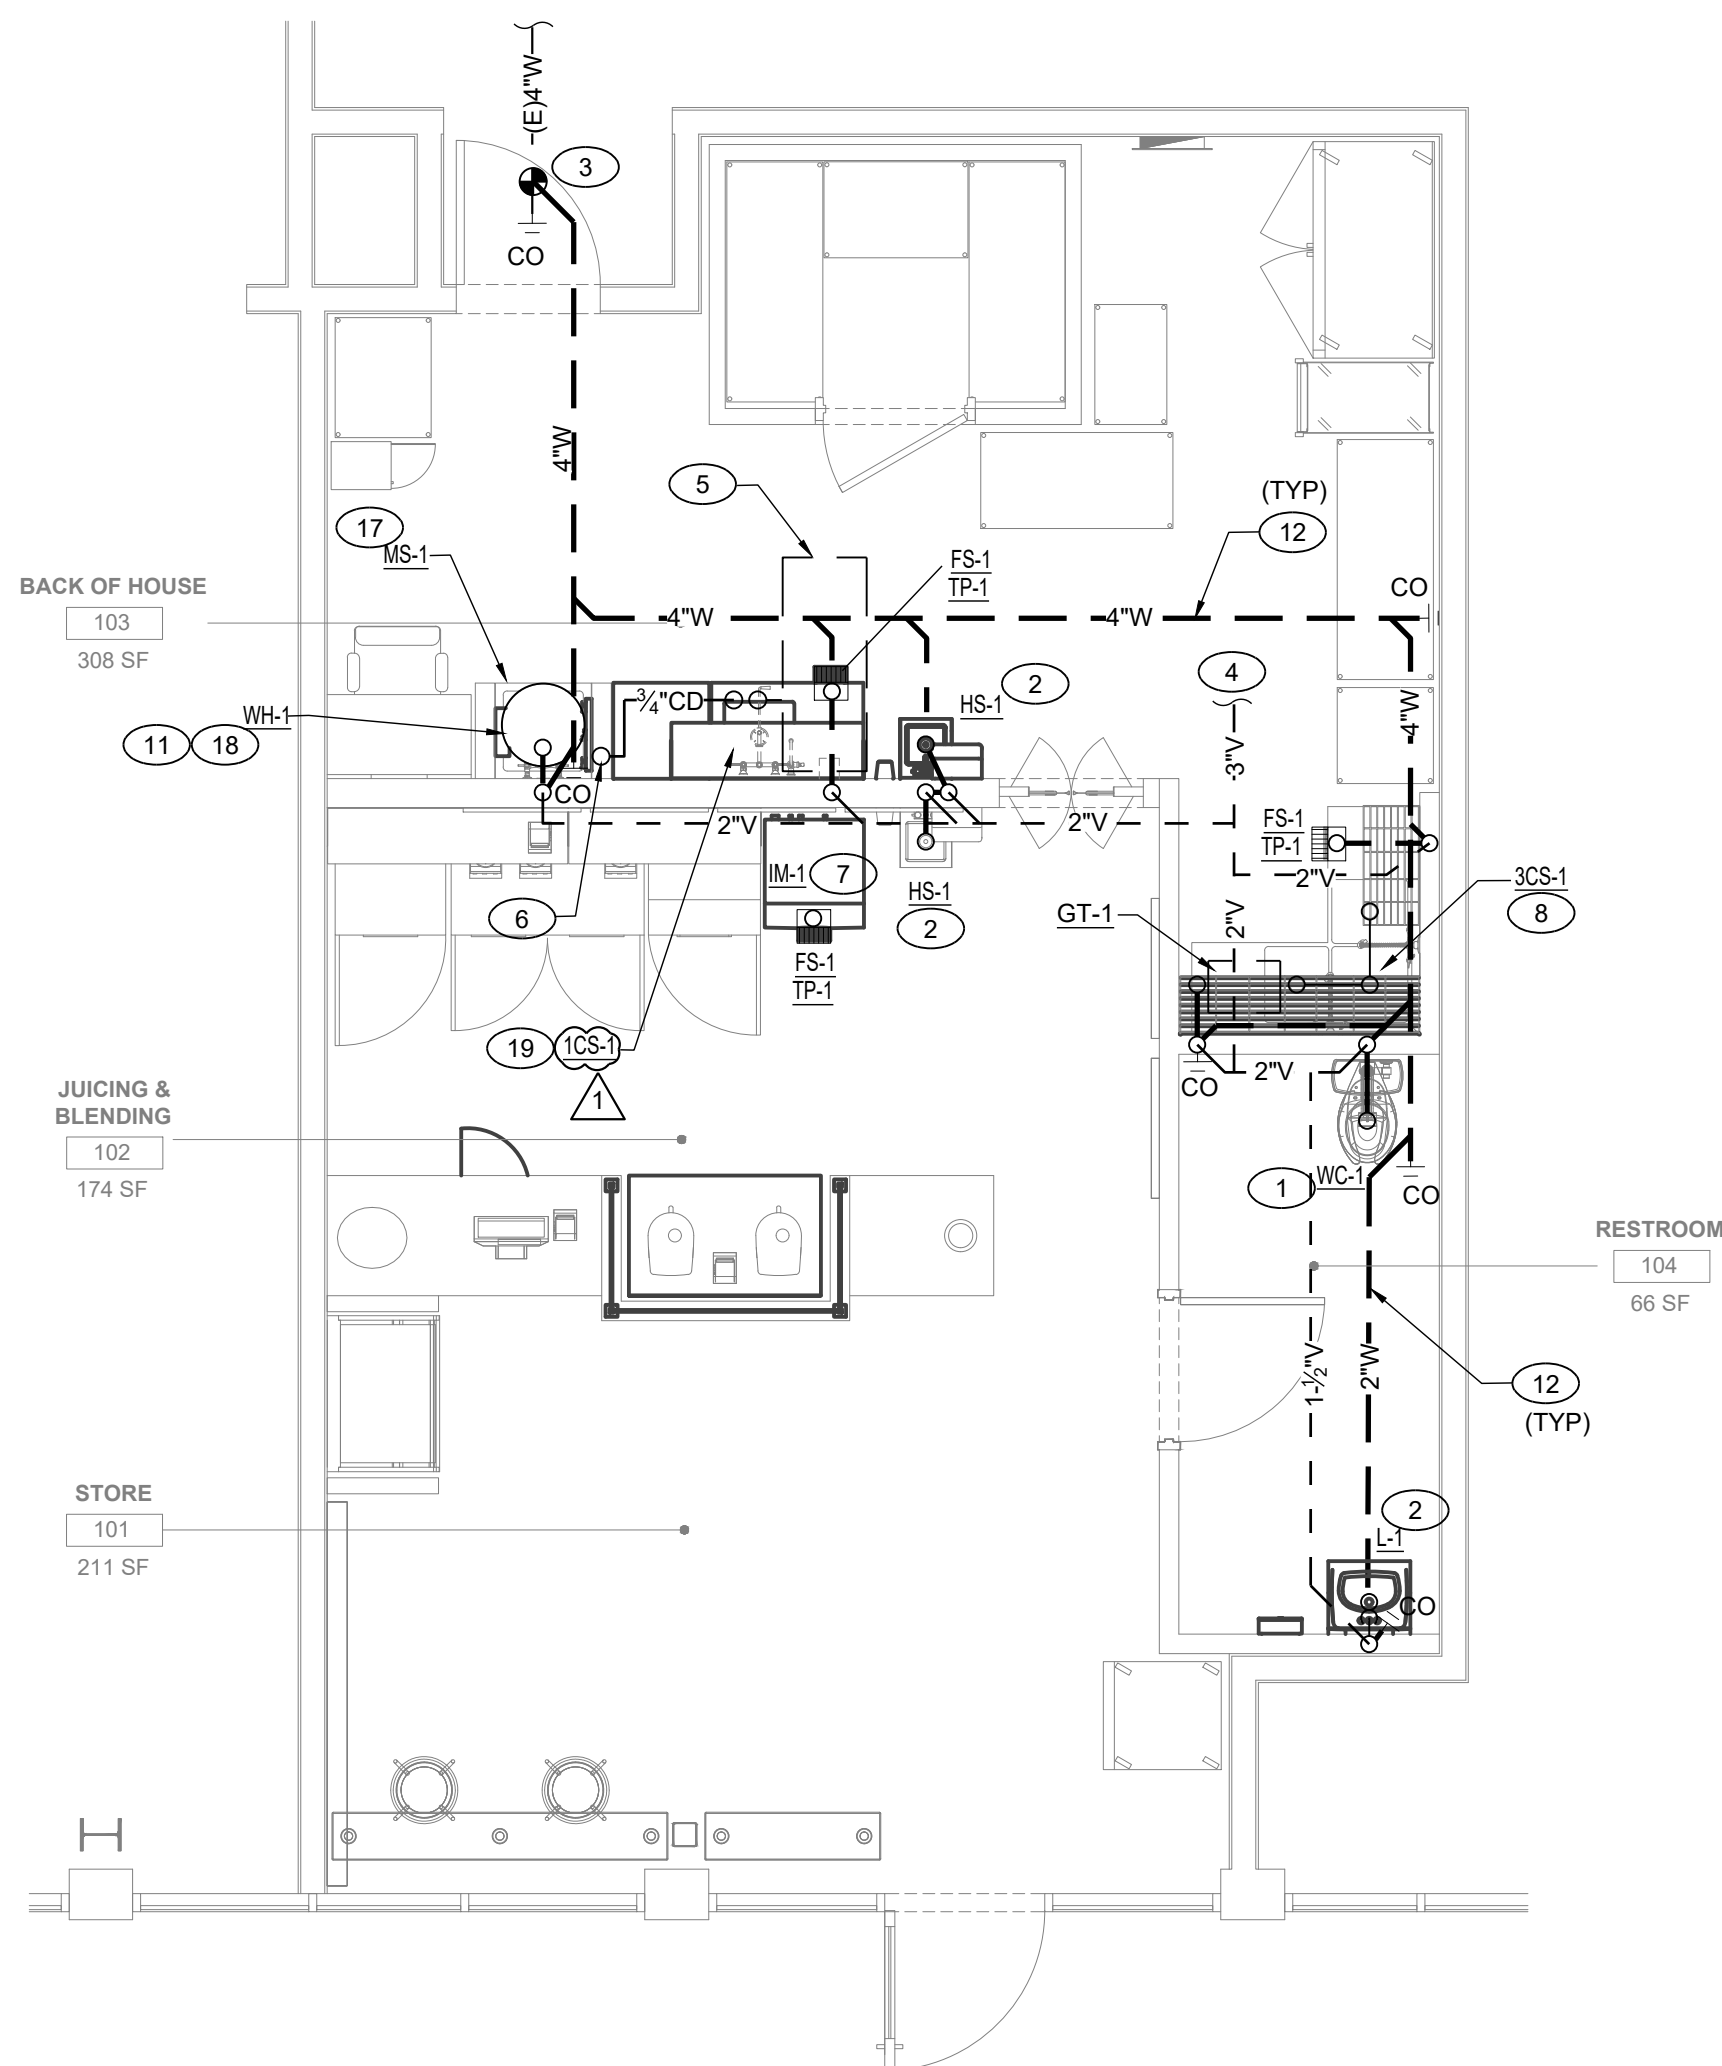 (E)4"W
3
CO
4"W
5
(TYP)
12
17
MS-1
FS-1
TP-1
BACK OF HOUSE
103
308 SF
CO
4"W
4"W
4
2
HS-1
3/4"CD
WH-1
11
18
4"W
3"V
CO
2"V
2"V
FS-1
TP-1
2"V
IM-1
7
HS-1
2
3CS-1
8
6
GT-1
2"V
FS-1
TP-1
19
1CS-1
1
2"V
CO
JUICING &
BLENDING
102
174 SF
1
WC-1
CO
RESTROOM
104
66 SF
1-1/2"V
2"W
12
(TYP)
STORE
101
211 SF
2
L-1
CO